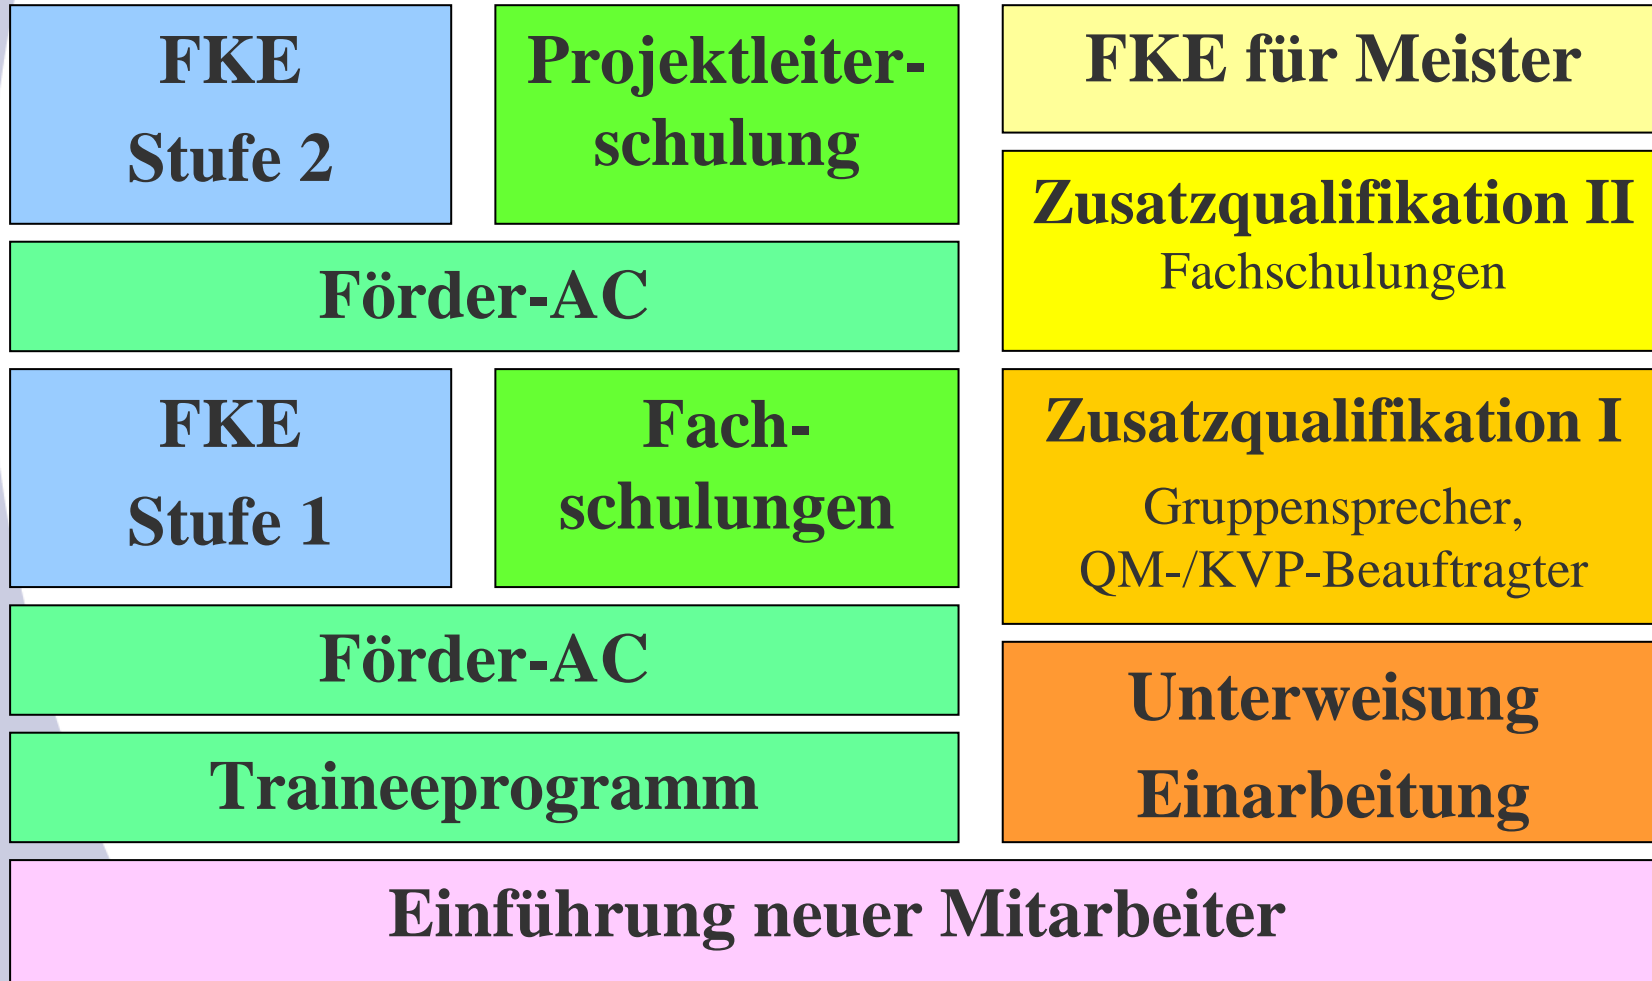 FKE
Stufe 2
Projektleiter-
schulung
FKE für Meister
Zusatzqualifikation II
Fachschulungen
Förder-AC
FKE
Stufe 1
Fach-
schulungen
Zusatzqualifikation I
Gruppensprecher,
QM-/KVP-Beauftragter
Förder-AC
Unterweisung
Einarbeitung
Traineeprogramm
Einführung neuer Mitarbeiter